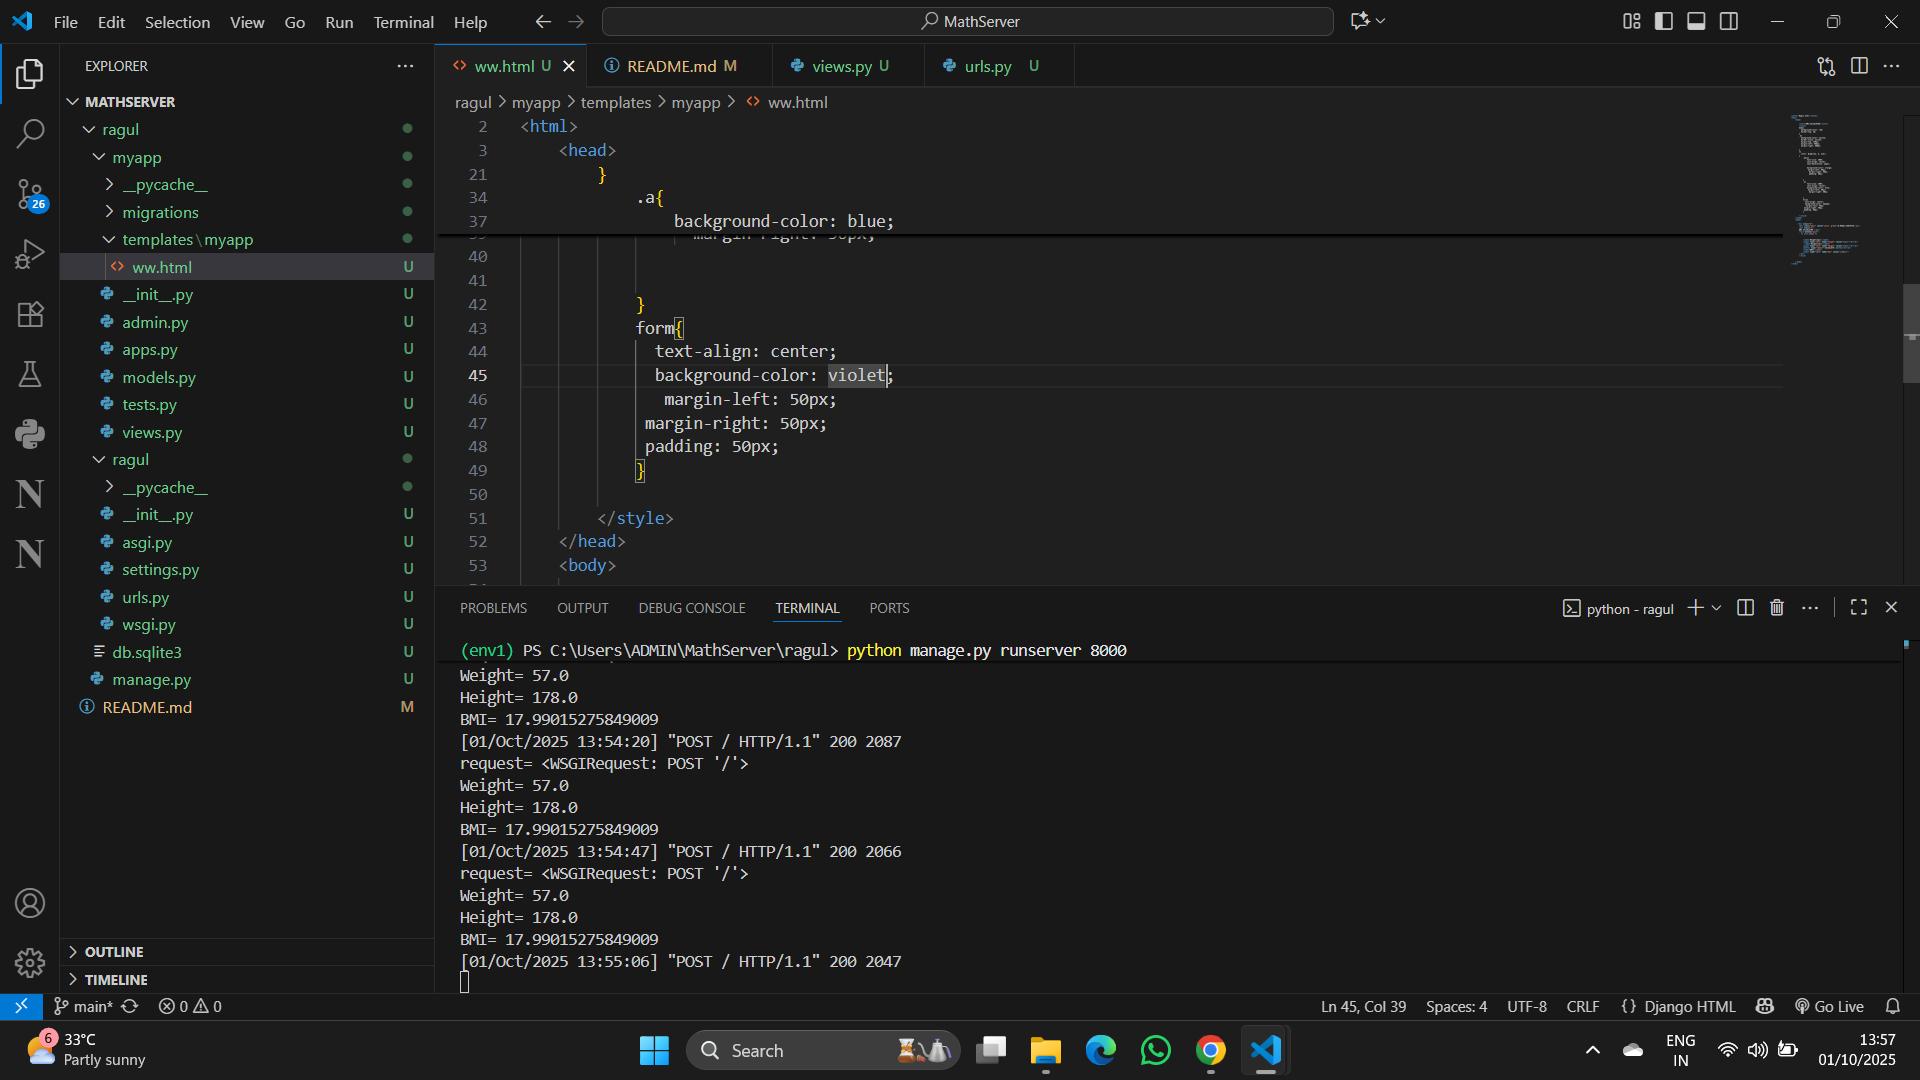 File Edit Selection View Go Run Terminal Help
MathServer
EXPLORER
MATHSERVER
ragul
myapp
__pycache__
migrations
templates\myapp
ww.html U
__init__.py U
admin.py U
apps.py U
models.py U
tests.py U
views.py U
ragul
__pycache__
__init__.py U
asgi.py U
settings.py U
urls.py U
wsgi.py U
db.sqlite3 U
manage.py U
README.md M
OUTLINE
TIMELINE
26
ww.html U
README.md M
views.py U
urls.py U
ragul > myapp > templates > myapp > ww.html
2 <html>
3 <head>
21 }
34 .a{
37 background-color: blue;
margin-right: 50px;
40
41
42 }
43 form{
44 text-align: center;
45 background-color: violet;
46 margin-left: 50px;
47 margin-right: 50px;
48 padding: 50px;
49 }
50
51 </style>
52 </head>
53 <body>
PROBLEMS OUTPUT DEBUG CONSOLE TERMINAL PORTS
python - ragul
(env1) PS C:\Users\ADMIN\MathServer\ragul> python manage.py runserver 8000
Weight= 57.0
Height= 178.0
BMI= 17.99015275849009
[01/Oct/2025 13:54:20] "POST / HTTP/1.1" 200 2087
request= <WSGIRequest: POST '/'>
Weight= 57.0
Height= 178.0
BMI= 17.99015275849009
[01/Oct/2025 13:54:47] "POST / HTTP/1.1" 200 2066
request= <WSGIRequest: POST '/'>
Weight= 57.0
Height= 178.0
BMI= 17.99015275849009
[01/Oct/2025 13:55:06] "POST / HTTP/1.1" 200 2047
main* 0 0
Ln 45, Col 39 Spaces: 4 UTF-8 CRLF {} Django HTML Go Live
6
33°C
Partly sunny
Search
ENG
IN
13:57
01/10/2025